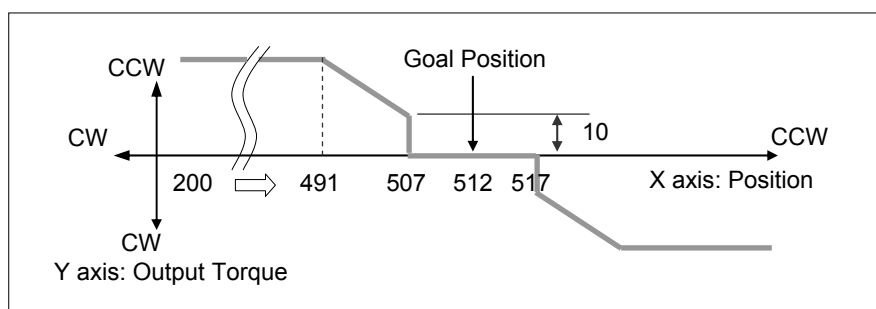 Goal Position
CCW
10
CW
CCW
200
491
507
512
517
X axis: Position
CW
Y axis: Output Torque